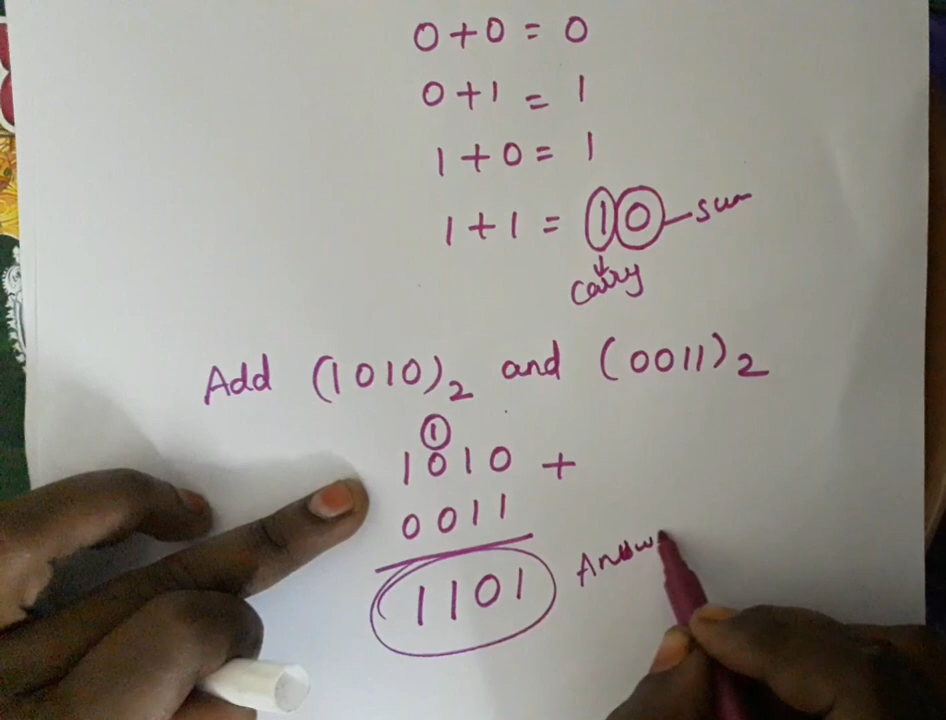 0+0 = 0
0+1 = 1
1+0 = 1
1+1 = 10 sum
carry
Add (1010)2 and (0011)2
1
1010 +
0011
1101 Answ